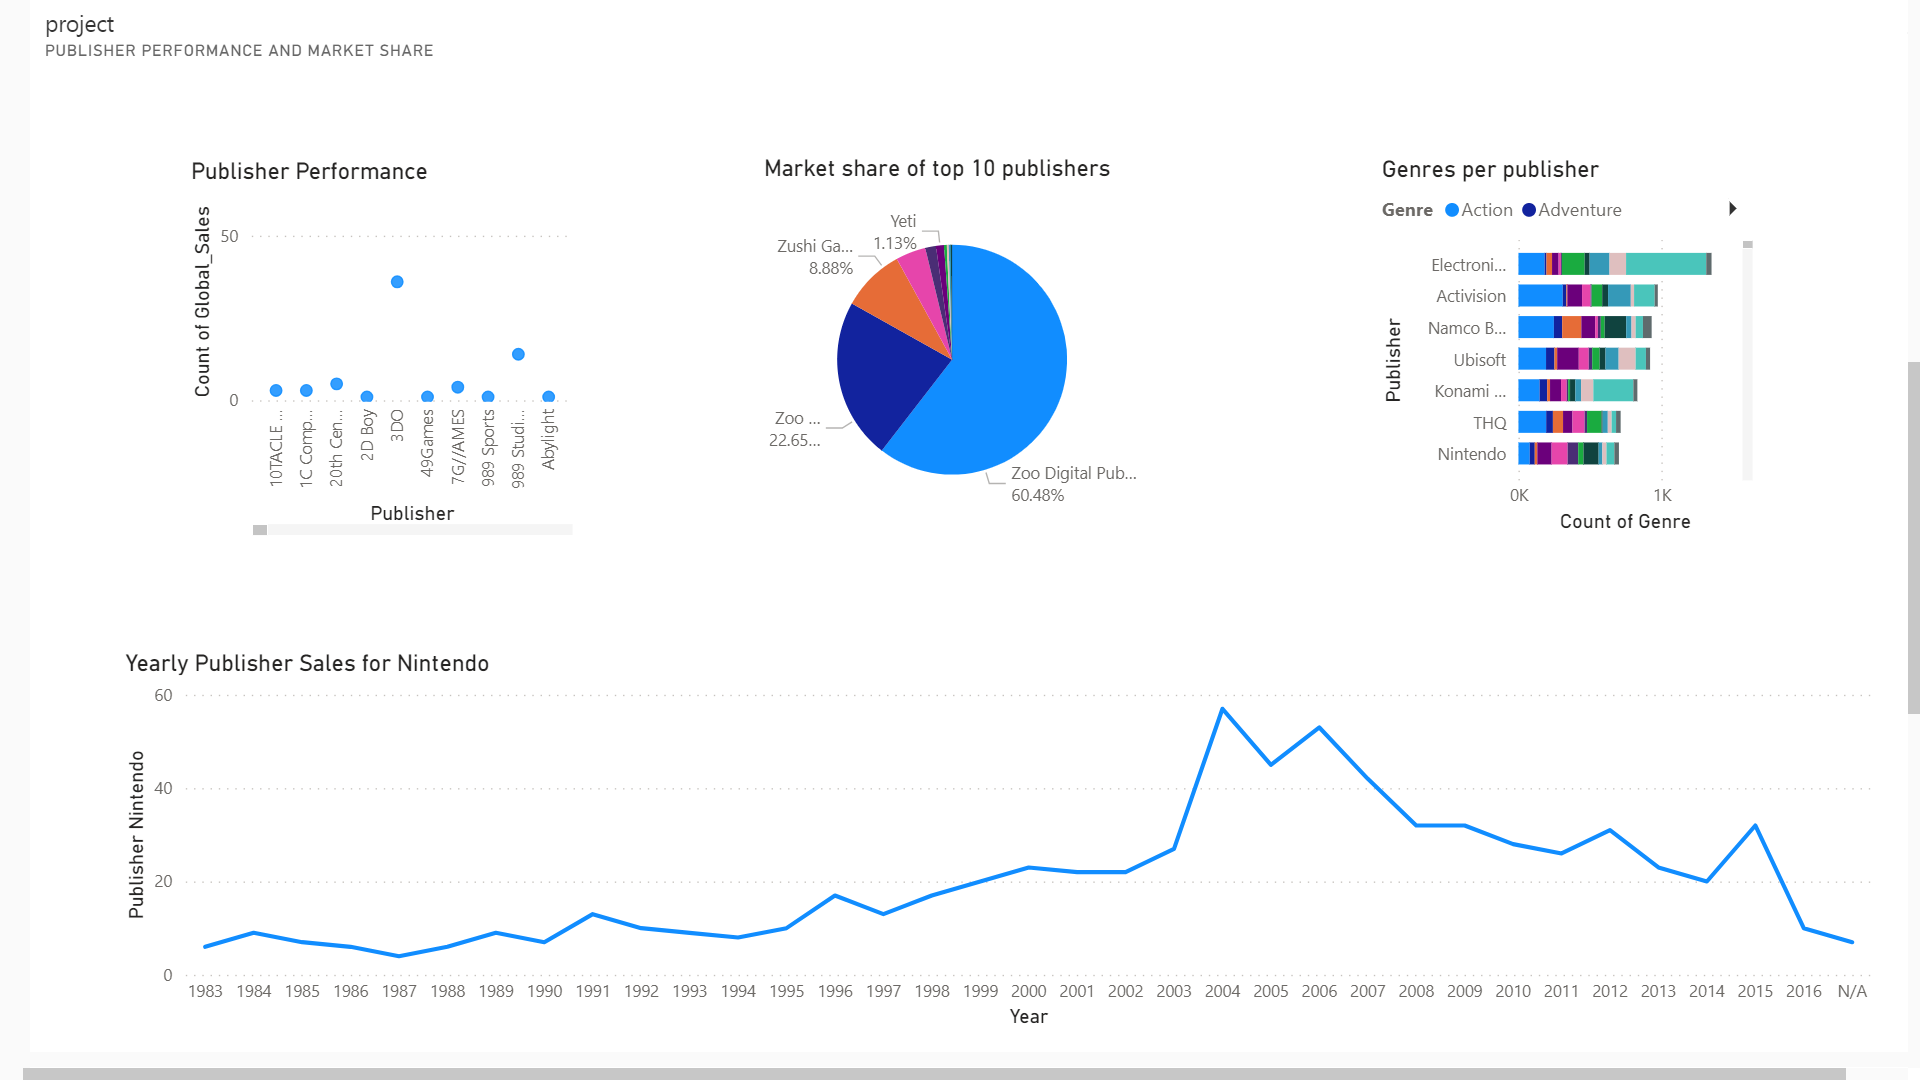 project
PUBLISHER PERFORMANCE AND MARKET SHARE
Publisher Performance
Count of Global_Sales
50
0
10TACLE ...
1C Comp...
20th Cen...
2D Boy
3DO
49Games
7G//AMES
989 Sports
989 Studi...
Abylight
Publisher
Market share of top 10 publishers
Yeti
1.13%
Zushi Ga...
8.88%
Zoo ...
22.65...
Zoo Digital Pub...
60.48%
Genres per publisher
Genre Action Adventure
Publisher
Electroni...
Activision
Namco B...
Ubisoft
Konami ...
THQ
Nintendo
0K 1K
Count of Genre
Yearly Publisher Sales for Nintendo
Publisher Nintendo
60
40
20
0
1983 1984 1985 1986 1987 1988 1989 1990 1991 1992 1993 1994 1995 1996 1997 1998 1999 2000 2001 2002 2003 2004 2005 2006 2007 2008 2009 2010 2011 2012 2013 2014 2015 2016 N/A
Year